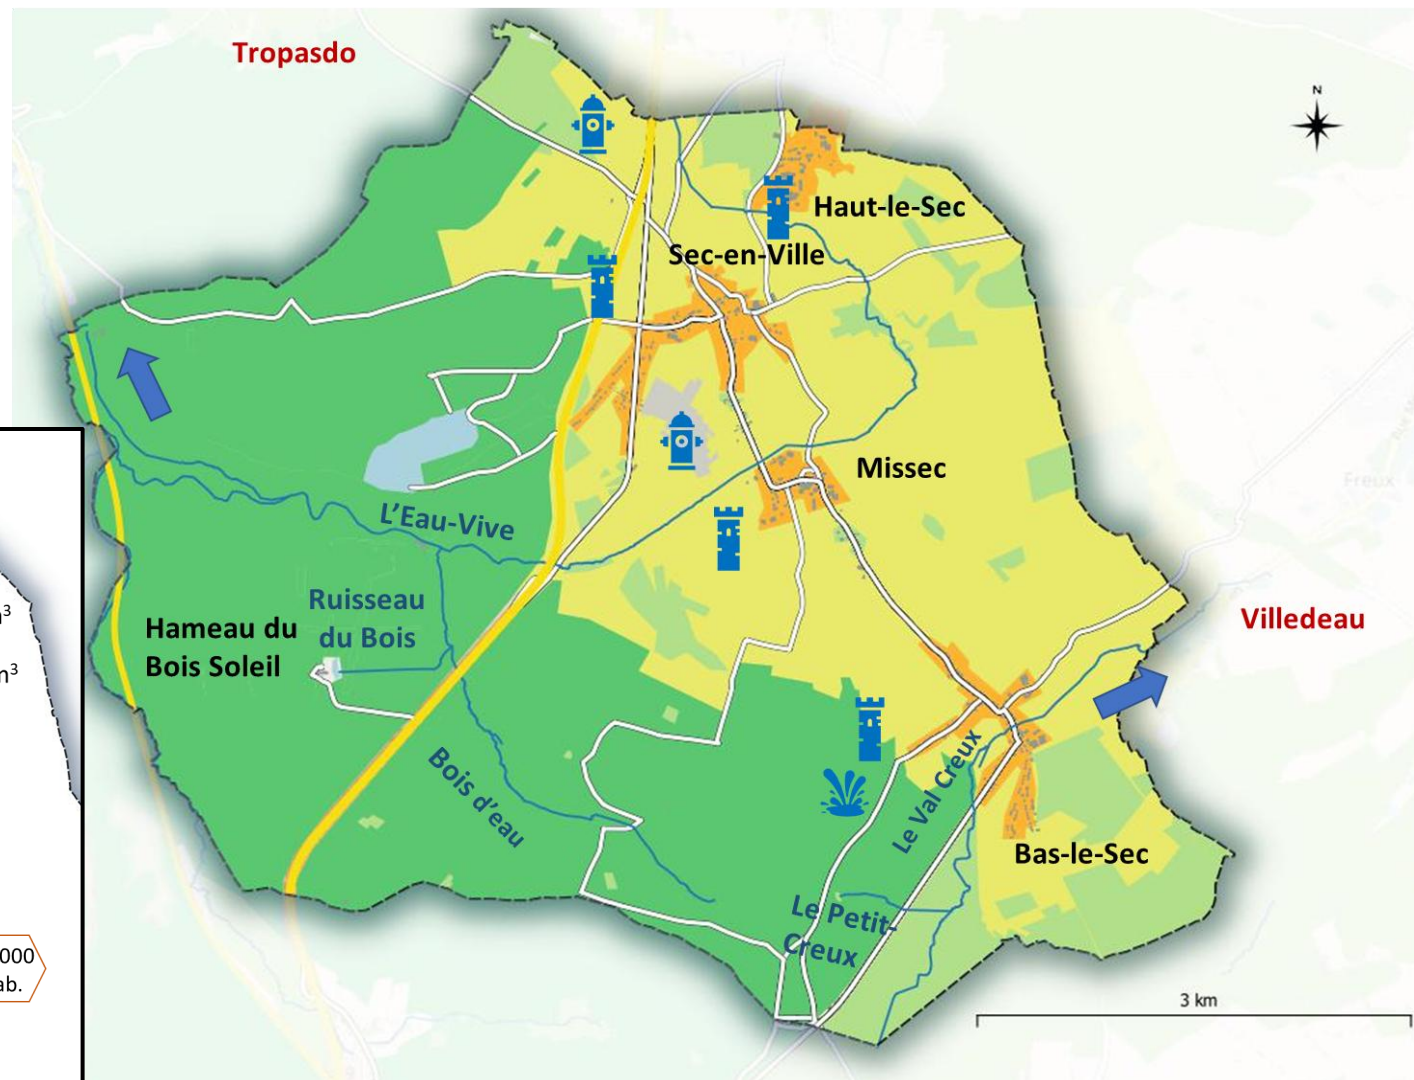 Tropasdo
N
Haut-le-Sec
Sec-en-Ville
Missec
Freux
L'Eau-Vive
Ruisseau
du Bois
Hameau du
Bois Soleil
Villedeau
Bois d'eau
Le Val Creux
Bas-le-Sec
Le Petit-
Creux
3 km
000
ab.